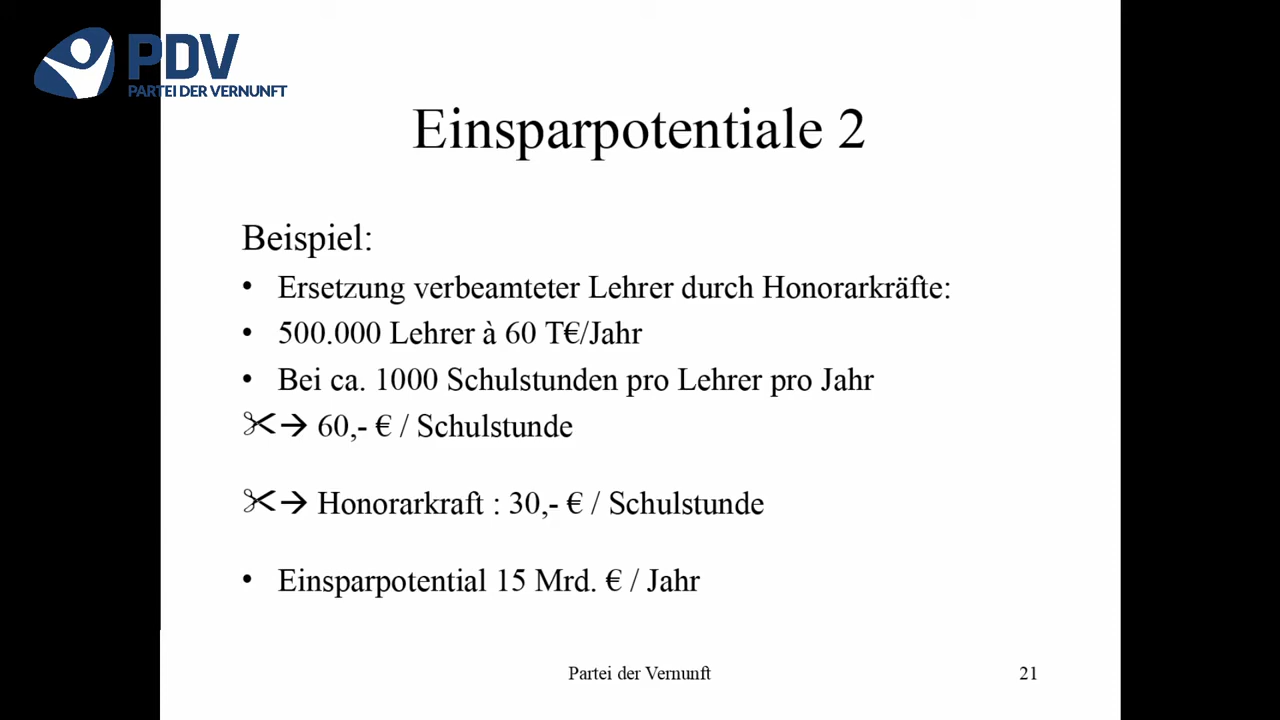 PDV
PARTEI DER VERNUNFT
Einsparpotentiale 2
Beispiel:
• Ersetzung verbeamteter Lehrer durch Honorarkräfte:
• 500.000 Lehrer à 60 T€/Jahr
• Bei ca. 1000 Schulstunden pro Lehrer pro Jahr
✂→ 60,- € / Schulstunde
✂→ Honorarkraft : 30,- € / Schulstunde
• Einsparpotential 15 Mrd. € / Jahr
Partei der Vernunft 21